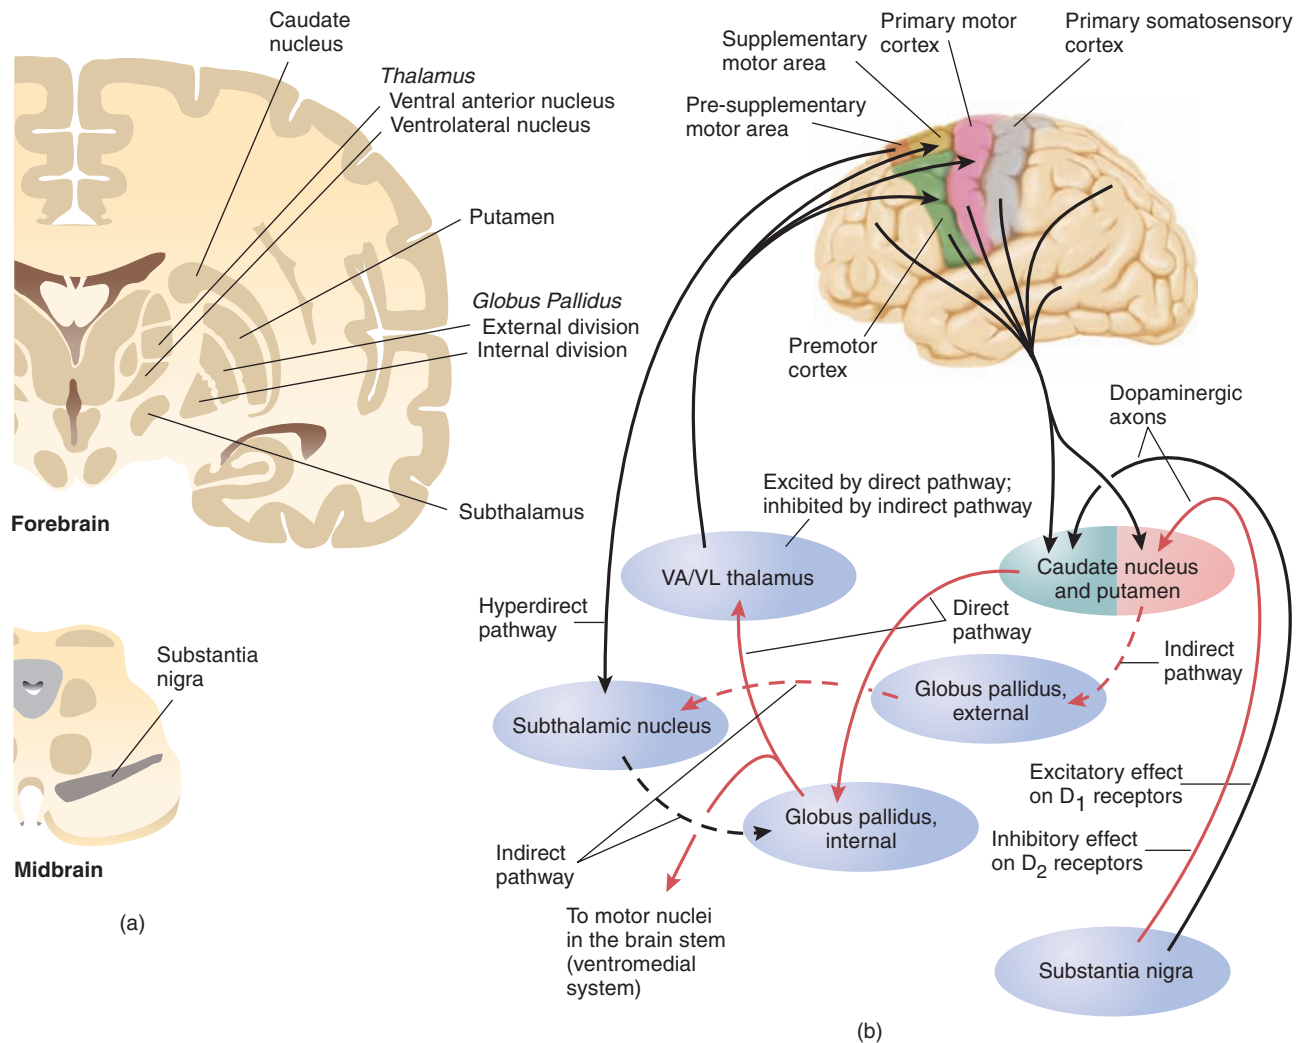 Caudate
nucleus
Thalamus
Ventral anterior nucleus
Ventrolateral nucleus
Putamen
Globus Pallidus
External division
Internal division
Subthalamus
Forebrain
Substantia
nigra
Midbrain
(a)
Supplementary
motor area
Primary motor
cortex
Primary somatosensory
cortex
Pre-supplementary
motor area
Premotor
cortex
Dopaminergic
axons
Excited by direct pathway;
inhibited by indirect pathway
VA/VL thalamus
Caudate nucleus
and putamen
Hyperdirect
pathway
Direct
pathway
Indirect
pathway
Globus pallidus,
external
Subthalamic nucleus
Excitatory effect
on D1 receptors
Globus pallidus,
internal
Inhibitory effect
on D2 receptors
Indirect
pathway
To motor nuclei
in the brain stem
(ventromedial
system)
Substantia nigra
(b)